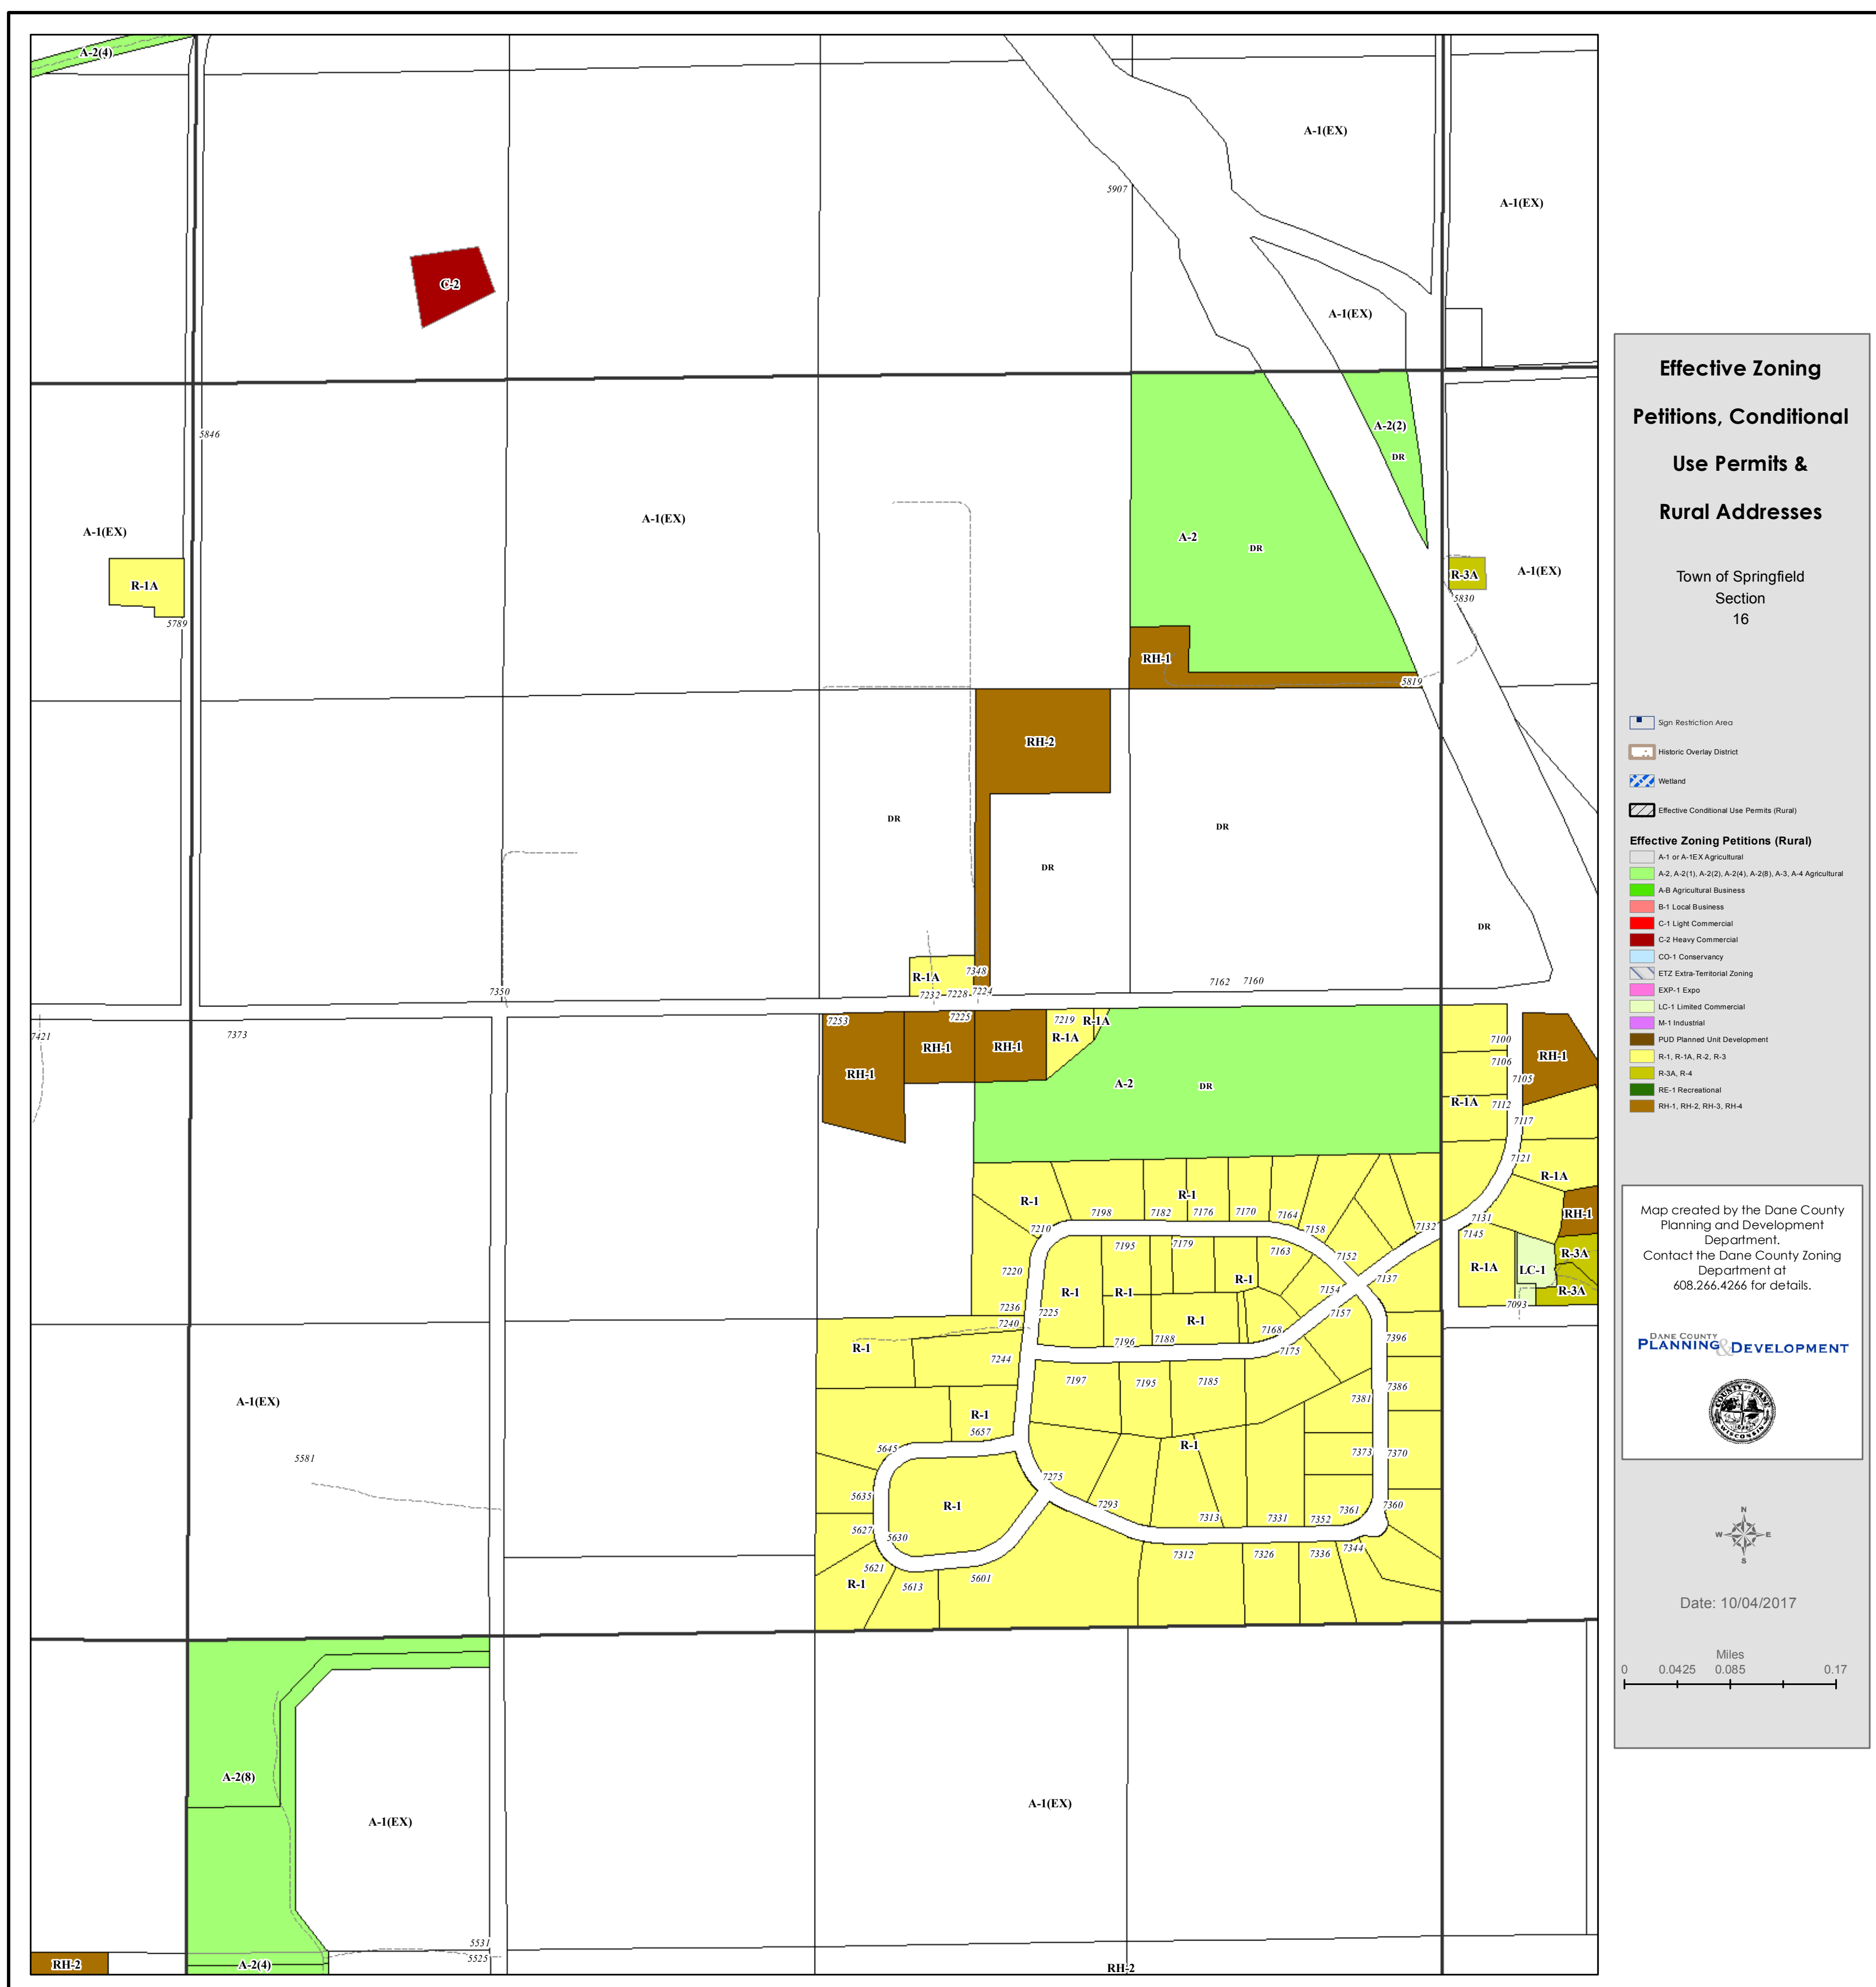 A-2(4)
A-1(EX)
5907
A-1(EX)
C-2
A-1(EX)
A-2(2)
5846
DR
A-1(EX)
A-1(EX)
A-2
DR
A-1(EX)
R-3A
R-1A
5830
5789
RH-1
5819
RH-2
DR
DR
DR
DR
R-1A
7348
7162
7160
7350
7232
7228
7224
7421
7373
7253
7225
7219
R-1A
R-1A
7100
RH-1
RH-1
RH-1
7106
RH-1
7105
A-2
DR
R-1A
7112
7117
7121
R-1A
R-1
R-1
7198
7182
7176
7170
7164
7210
7158
7132
7131
RH-1
7145
7195
7179
7163
7152
R-3A
7220
R-1A
LC-1
R-1
7137
R-1
R-1
7154
R-3A
7236
7225
7157
7093
7240
R-1
7168
7396
R-1
7196
7188
7175
7244
7197
7195
7185
7386
7381
A-1(EX)
R-1
5657
R-1
5645
7373
7370
5581
7275
5635
R-1
7293
7360
7313
7331
7352
7361
5627
5630
7344
7312
7326
7336
5621
R-1
5613
5601
A-2(8)
A-1(EX)
A-1(EX)
5531
5525
RH-2
A-2(4)
RH-2
Effective Zoning
Petitions, Conditional
Use Permits &
Rural Addresses
Town of Springfield
Section
16
Sign Restriction Area
Historic Overlay District
Wetland
Effective Conditional Use Permits (Rural)
Effective Zoning Petitions (Rural)
A-1 or A-1EX Agricultural
A-2, A-2(1), A-2(2), A-2(4), A-2(8), A-3, A-4 Agricultural
A-B Agricultural Business
B-1 Local Business
C-1 Light Commercial
C-2 Heavy Commercial
CO-1 Conservancy
ETZ Extra-Territorial Zoning
EXP-1 Expo
LC-1 Limited Commercial
M-1 Industrial
PUD Planned Unit Development
R-1, R-1A, R-2, R-3
R-3A, R-4
RE-1 Recreational
RH-1, RH-2, RH-3, RH-4
Map created by the Dane County
Planning and Development
Department.
Contact the Dane County Zoning
Department at
608.266.4266 for details.
DANE COUNTY
PLANNING & DEVELOPMENT
COUNTY OF DANE
WISCONSIN
N
W E
S
Date: 10/04/2017
Miles
0 0.0425 0.085 0.17